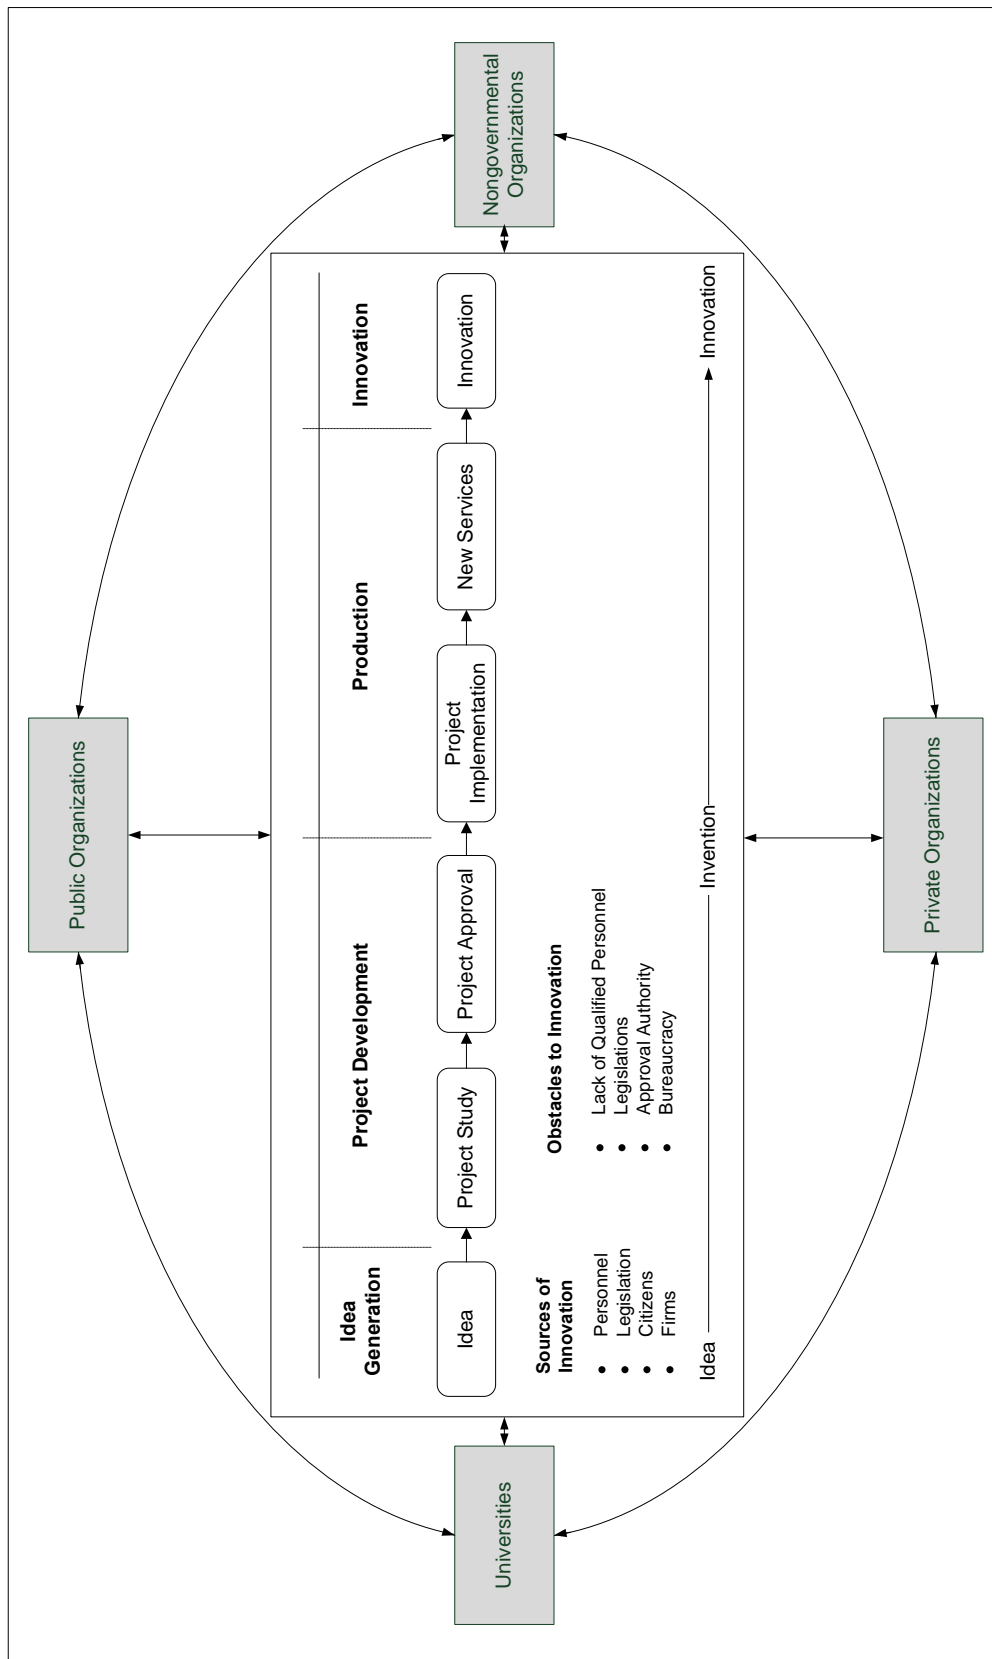 Public Organizations
Universities
Nongovernmental
Organizations
Idea
Generation
Project Development
Production
Innovation
Idea
Project Study
Project Approval
Project
Implementation
New Services
Innovation
Sources of
Innovation
• Personnel
• Legislation
• Citizens
• Firms
Obstacles to Innovation
• Lack of Qualified Personnel
• Legislations
• Approval Authority
• Bureaucracy
Idea
Invention
Innovation
Private Organizations